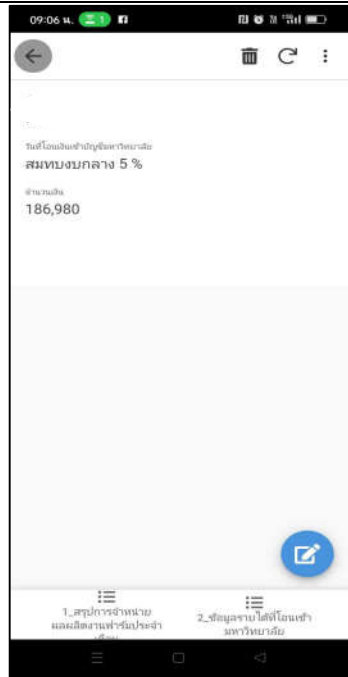 09:06 น.
วันที่โอนเงินเข้าบัญชีมหาวิทยาลัย
สมทบงบกลาง 5 %
จำนวนเงิน
186,980
1_สรุปการจำหน่าย
ผลผลิตงานฟาร์มประจำ
เดือน
2_ข้อมูลรายได้ที่โอนเข้า
มหาวิทยาลัย